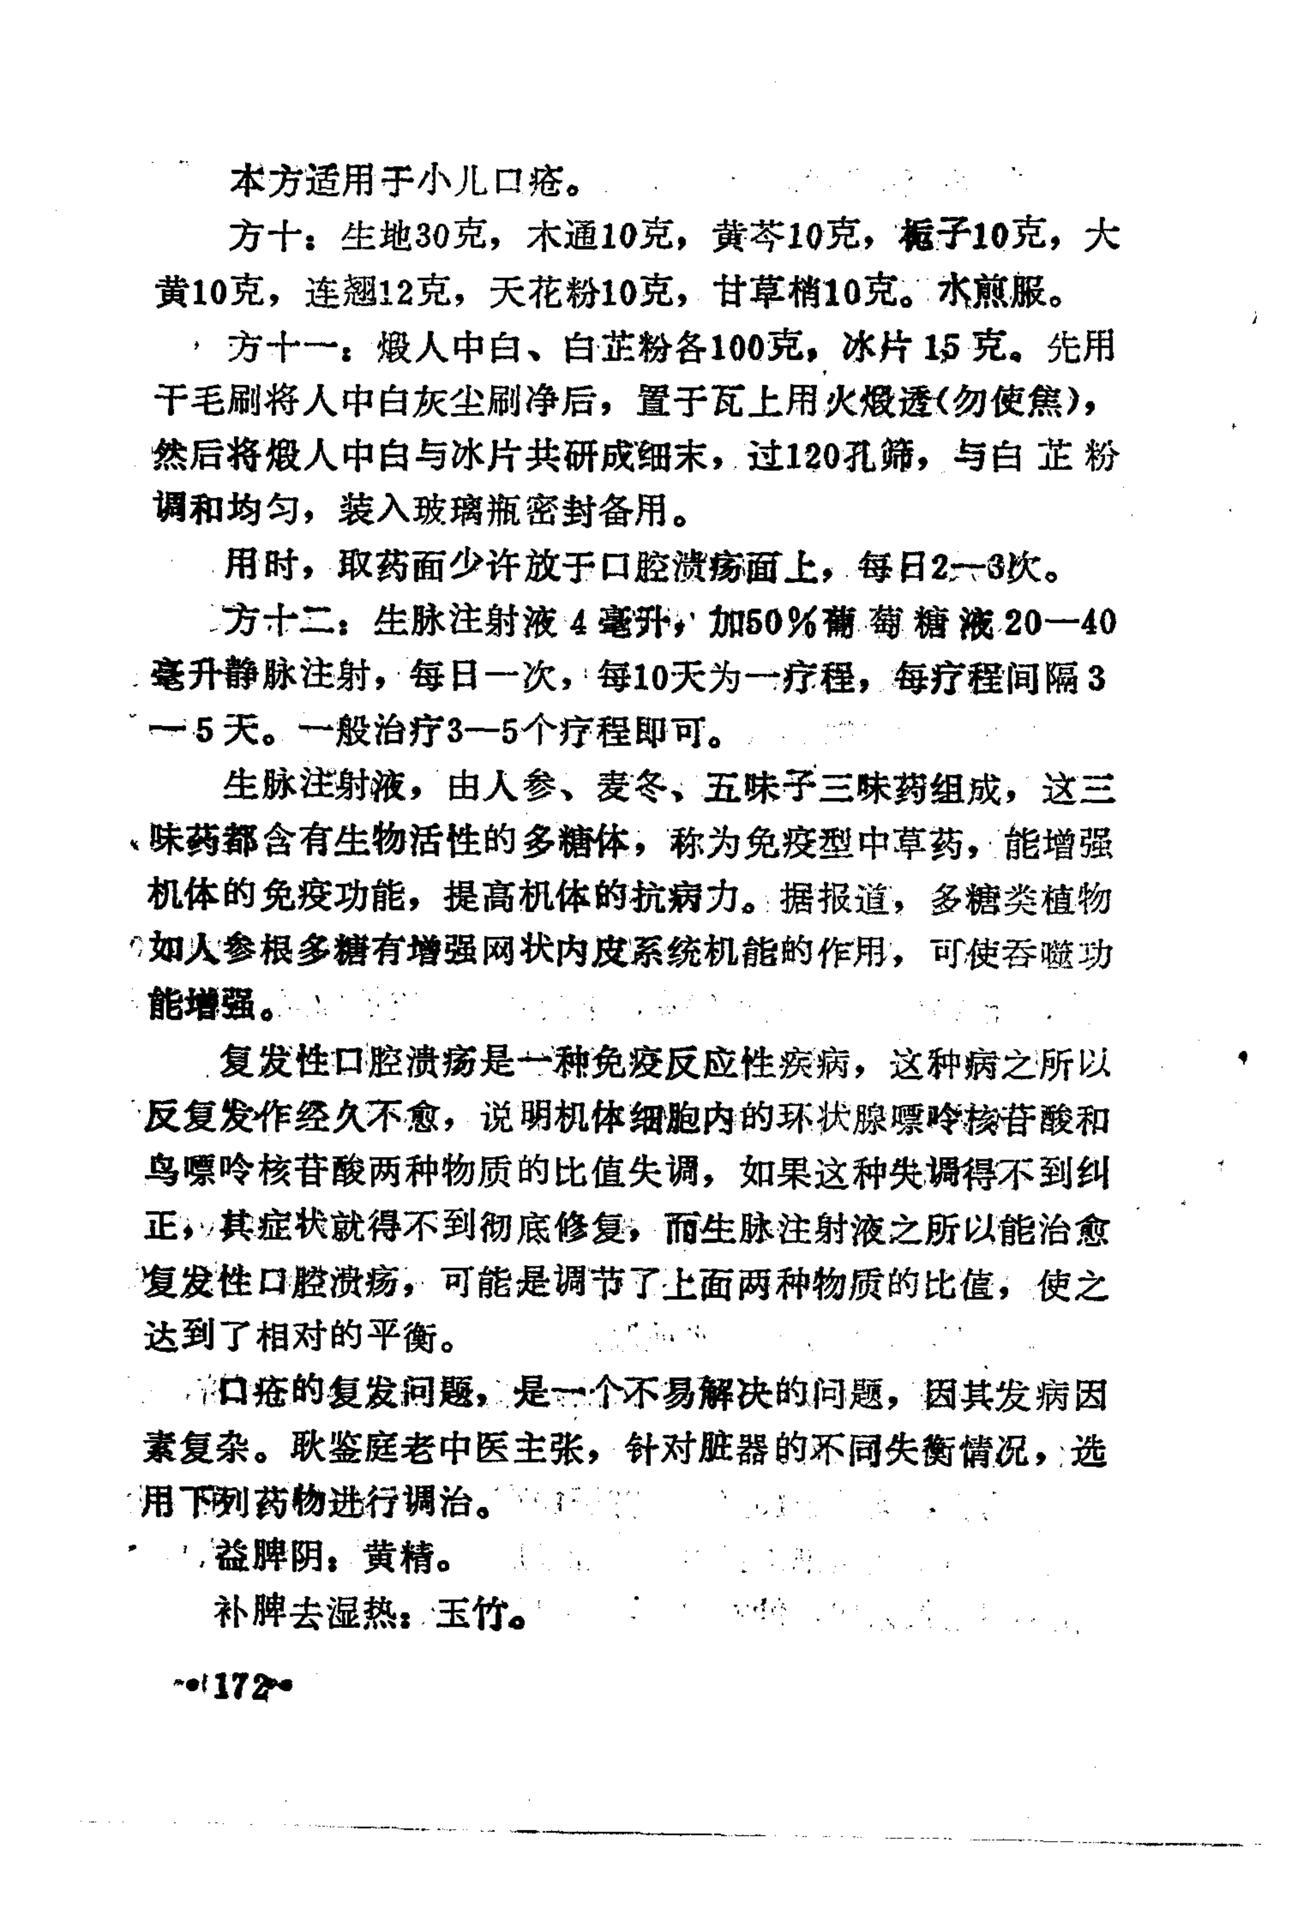 本方适用于小儿口疮。
方十：生地30克，木通10克，黄芩10克，栀子10克，大
黄10克，连翘12克，天花粉10克，甘草梢10克。水煎服。
方十一：煅人中白、白芷粉各100克，冰片15克。先用
干毛刷将人中白灰尘刷净后，置于瓦上用火煅透(勿使焦)，
然后将煅人中白与冰片共研成细末，过120孔筛，与白芷粉
调和均匀，装入玻璃瓶密封备用。
用时，取药面少许放于口腔溃疡面上，每日2—3次。
方十二：生脉注射液4毫升，加50%葡萄糖液20—40
毫升静脉注射，每日一次，每10天为一疗程，每疗程间隔3
—5天。一般治疗3—5个疗程即可。
生脉注射液，由人参、麦冬、五味子三味药组成，这三
味药都含有生物活性的多糖体，称为免疫型中草药，能增强
机体的免疫功能，提高机体的抗病力。据报道，多糖类植物
如人参根多糖有增强网状内皮系统机能的作用，可使吞噬功
能增强。
复发性口腔溃疡是一种免疫反应性疾病，这种病之所以
反复发作经久不愈，说明机体细胞内的环状腺嘌呤核苷酸和
鸟嘌呤核苷酸两种物质的比值失调，如果这种失调得不到纠
正，其症状就得不到彻底修复，而生脉注射液之所以能治愈
复发性口腔溃疡，可能是调节了上面两种物质的比值，使之
达到了相对的平衡。
口疮的复发问题，是一个不易解决的问题，因其发病因
素复杂。耿鉴庭老中医主张，针对脏器的不同失衡情况，选
用下列药物进行调治。
益脾阴：黄精。
补脾去湿热：玉竹。
•172•